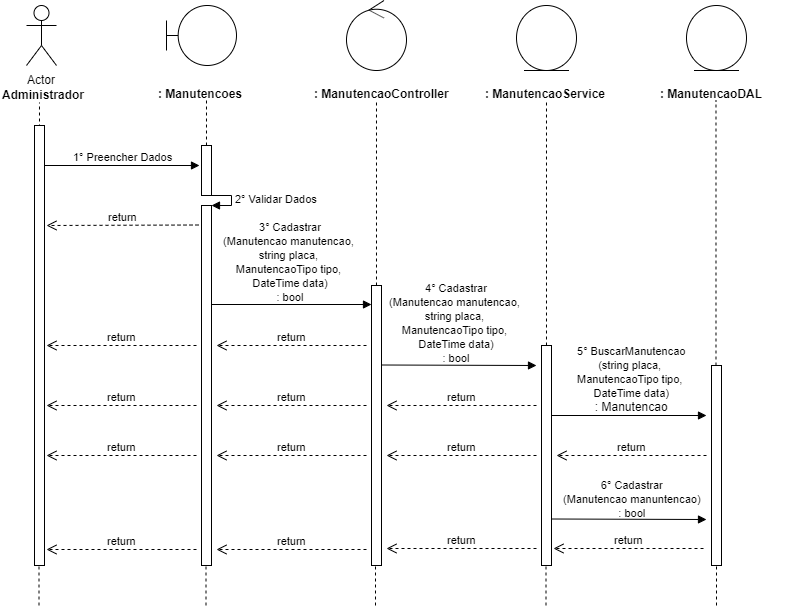 Actor
Administrador
: Manutencoes
: ManutencaoController
: ManutencaoService
: ManutencaoDAL
1° Preencher Dados
2° Validar Dados
return
3° Cadastrar
(Manutencao manutencao,
string placa,
ManutencaoTipo tipo,
DateTime data)
: bool
4° Cadastrar
(Manutencao manutencao,
string placa,
ManutencaoTipo tipo,
DateTime data)
: bool
return
return
5° BuscarManutencao
(string placa,
ManutencaoTipo tipo,
DateTime data)
: Manutencao
return
return
return
return
return
return
return
6° Cadastrar
(Manutencao manuntencao)
: bool
return
return
return
return